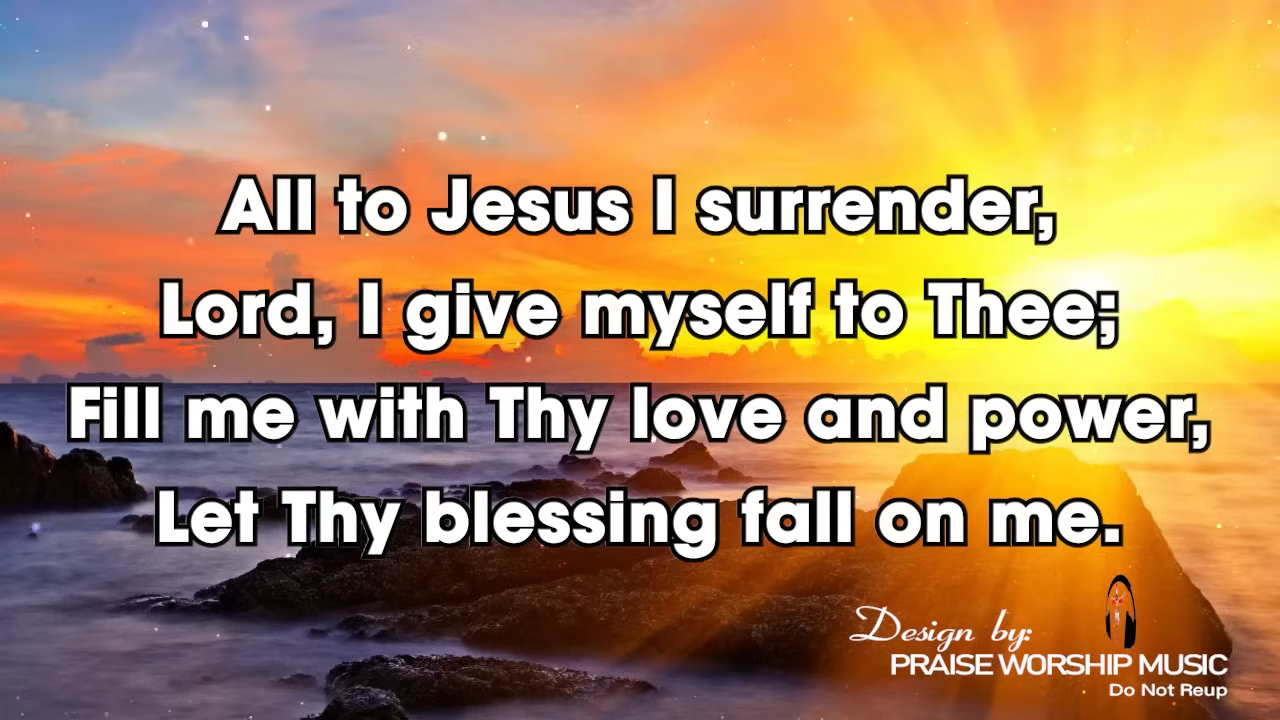 All to Jesus I surrender,
Lord, I give myself to Thee;
Fill me with Thy love and power,
Let Thy blessing fall on me.
Design by:
PRAISE WORSHIP MUSIC
Do Not Reup